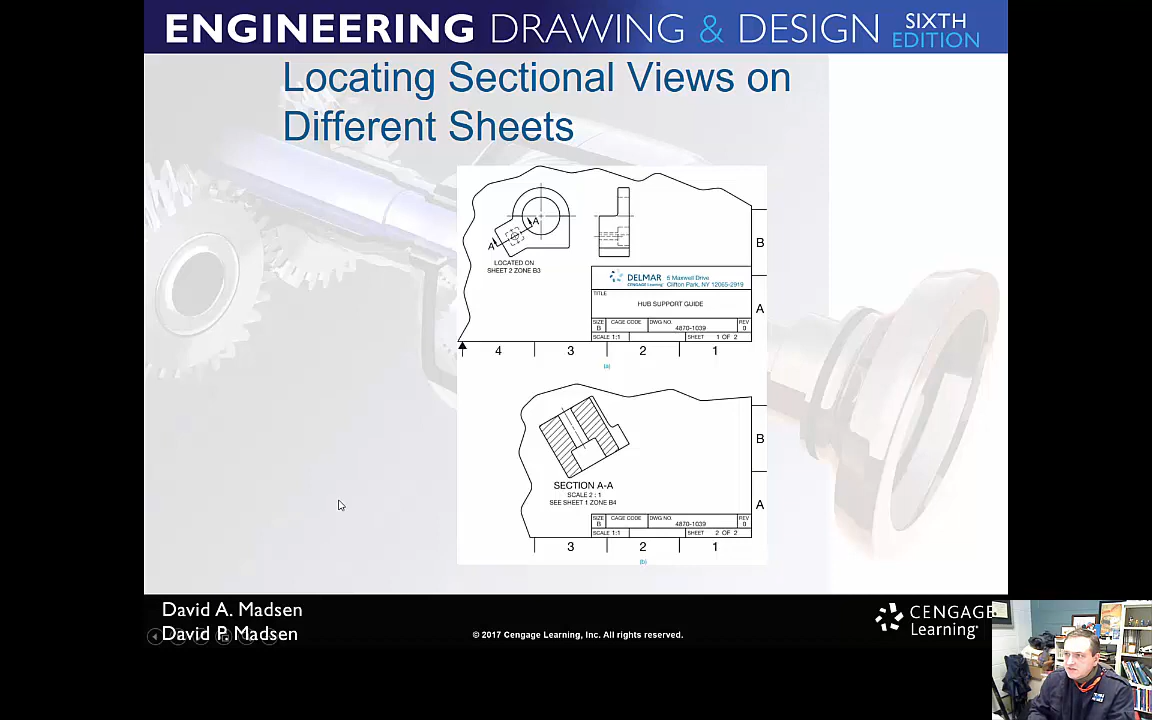 ENGINEERING DRAWING & DESIGN SIXTH EDITION
Locating Sectional Views on
Different Sheets
A
A
LOCATED ON
SHEET 2 ZONE B3
B
DELMAR 5 Maxwell Drive
CENGAGE Learning Clifton Park, NY 12065-2919
TITLE
HUB SUPPORT GUIDE
A
SIZE CAGE CODE DWG NO. REV
B 4870-1039 0
SCALE 1:1 SHEET 1 OF 2
4 3 2 1
(a)
B
SECTION A-A
SCALE 2 : 1
SEE SHEET 1 ZONE B4
A
SIZE CAGE CODE DWG NO. REV
B 4870-1039 0
SCALE 1:1 SHEET 2 OF 2
3 2 1
(b)
David A. Madsen
David P. Madsen
© 2017 Cengage Learning, Inc. All rights reserved.
CENGAGE
Learning